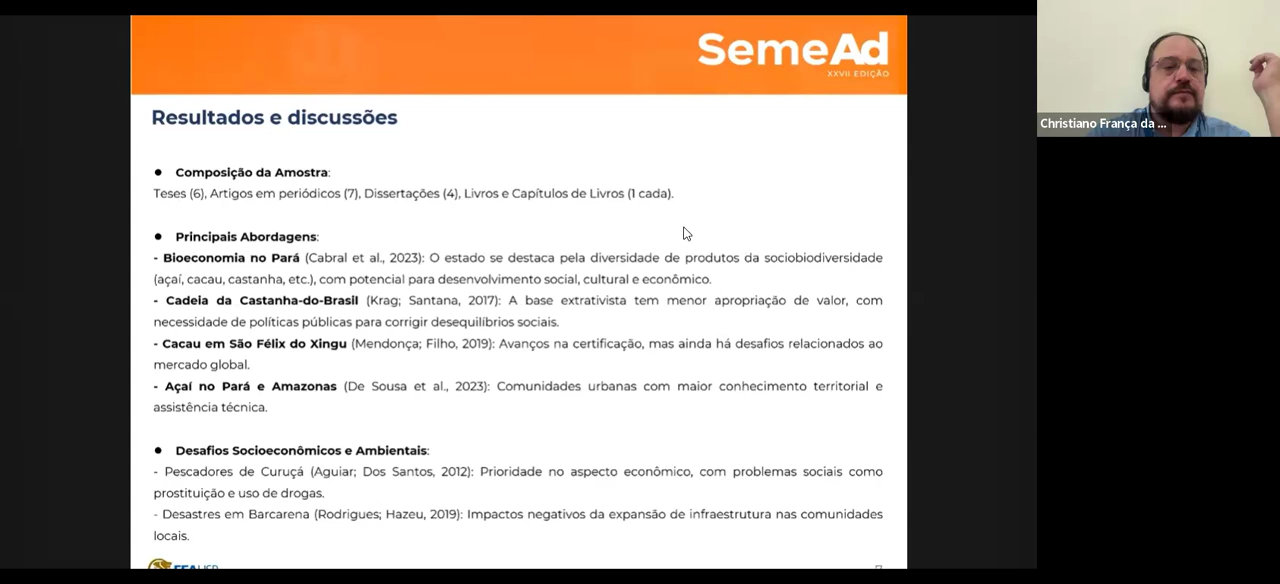 SemeAd
XXVII EDIÇÃO
Resultados e discussões
● Composição da Amostra:
Teses (6), Artigos em periódicos (7), Dissertações (4), Livros e Capítulos de Livros (1 cada).
● Principais Abordagens:
- Bioeconomia no Pará (Cabral et al., 2023): O estado se destaca pela diversidade de produtos da sociobiodiversidade
(açaí, cacau, castanha, etc.), com potencial para desenvolvimento social, cultural e econômico.
- Cadeia da Castanha-do-Brasil (Krag; Santana, 2017): A base extrativista tem menor apropriação de valor, com
necessidade de políticas públicas para corrigir desequilíbrios sociais.
- Cacau em São Félix do Xingu (Mendonça; Filho, 2019): Avanços na certificação, mas ainda há desafios relacionados ao
mercado global.
- Açaí no Pará e Amazonas (De Sousa et al., 2023): Comunidades urbanas com maior conhecimento territorial e
assistência técnica.
● Desafios Socioeconômicos e Ambientais:
- Pescadores de Curuçá (Aguiar; Dos Santos, 2012): Prioridade no aspecto econômico, com problemas sociais como
prostituição e uso de drogas.
- Desastres em Barcarena (Rodrigues; Hazeu, 2019): Impactos negativos da expansão de infraestrutura nas comunidades
locais.
Christiano França da ...